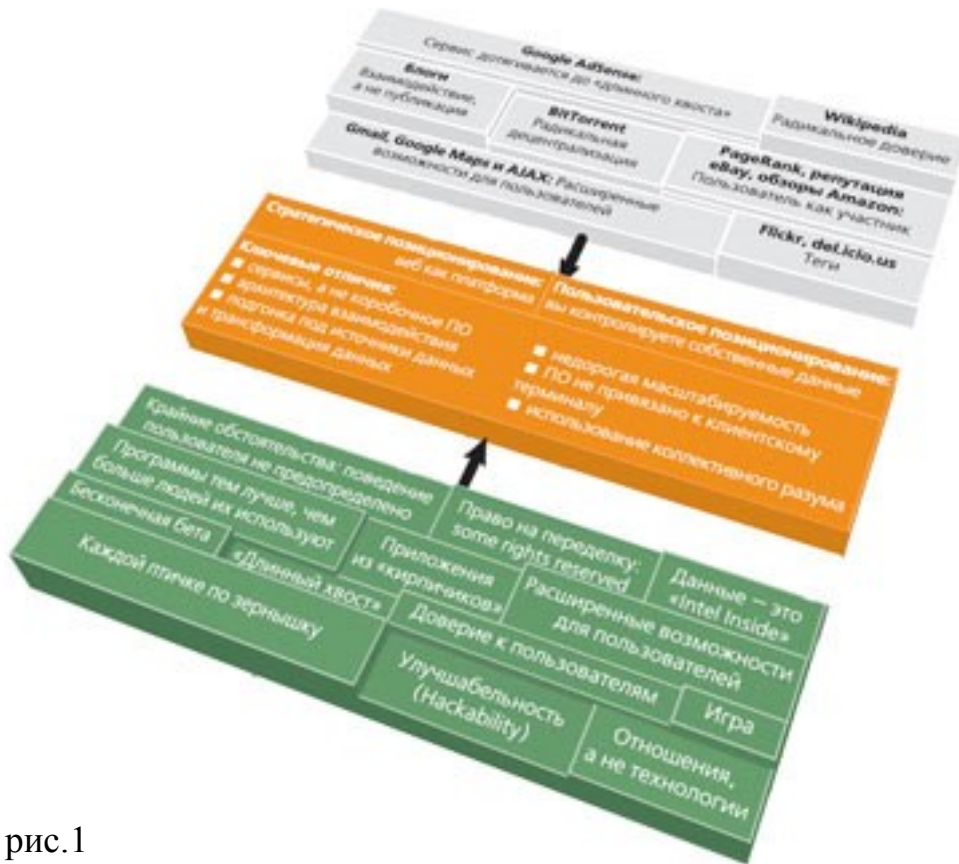 Google AdSense:
Сервис дотягивается до «длинного хвоста»
Блоги
Взаимодействие,
а не публикация
BitTorrent
Радикальная
децентрализация
Wikipedia
Радикальное доверие
Gmail, Google Maps и AJAX: Расширенные
возможности для пользователей
PageRank, репутация
eBay, обзоры Amazon:
Пользователь как участник
Flickr, del.icio.us
Теги
Стратегическое позиционирование:
веб как платформа
Пользовательское позиционирование:
вы контролируете собственные данные
Ключевые отличия:
■ сервисы, а не коробочное ПО
■ архитектура взаимодействия
■ подгонка под источники данных
и трансформация данных
■ недорогая масштабируемость
■ ПО не привязано к клиентскому
терминалу
■ использование коллективного разума
Крайние обстоятельства: поведение
пользователя не предопределено
Программы тем лучше, чем
больше людей их используют
Бесконечная бета
«Длинный хвост»
Каждой птичке по зёрнышку
Право на переделку:
some rights reserved
Приложения
из «кирпичиков»
Данные — это
«Intel Inside»
Расширенные возможности
для пользователей
Доверие к пользователям
Игра
Улучшабельность
(Hackability)
Отношения,
а не технологии
рис.1